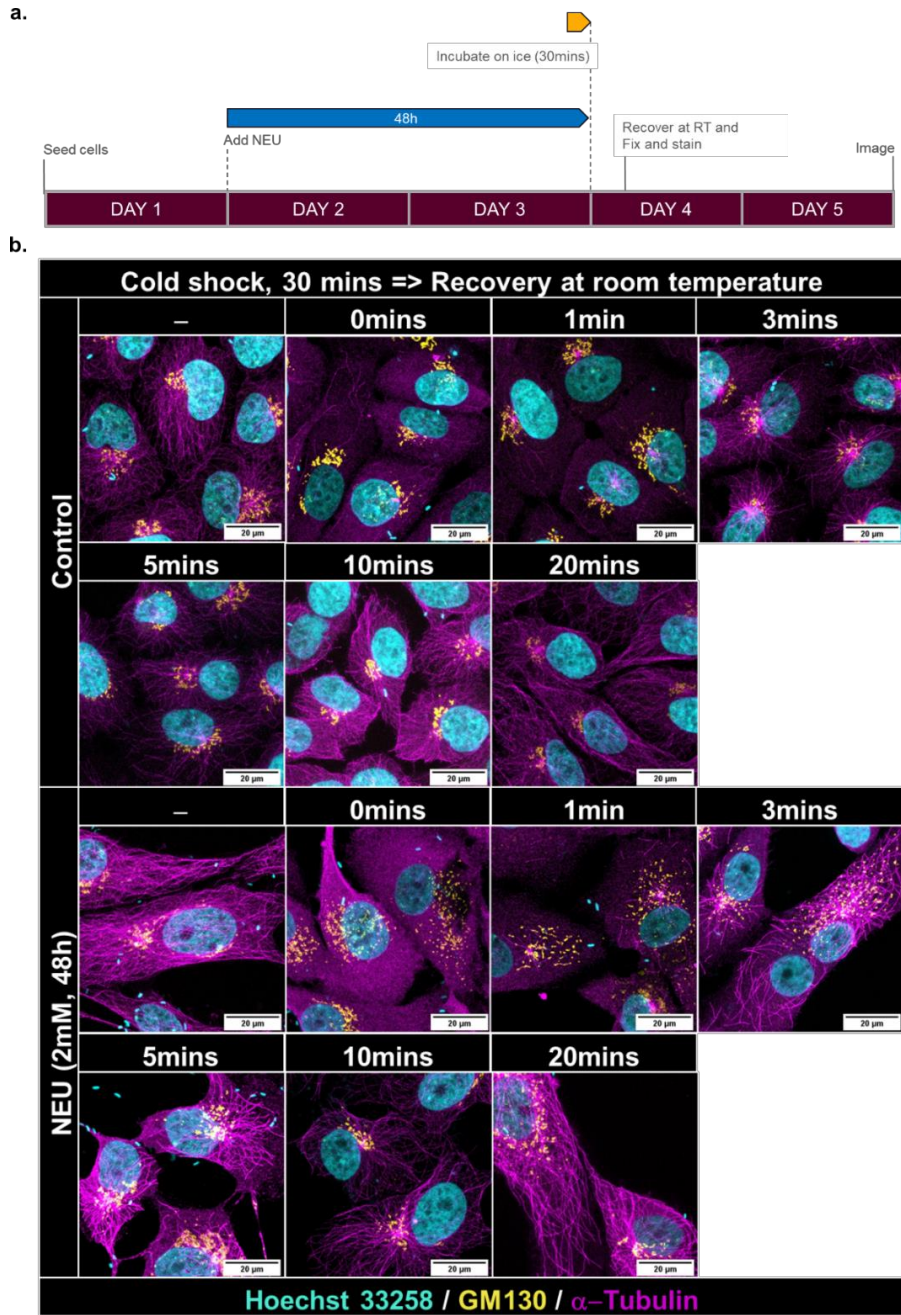 a.
Incubate on ice (30mins)
48h
Add NEU
Recover at RT and
Fix and stain
Seed cells
Image
DAY 1
DAY 2
DAY 3
DAY 4
DAY 5
b.
Cold shock, 30 mins => Recovery at room temperature
Control
–
0mins
1min
3mins
20 µm
20 µm
20 µm
20 µm
5mins
10mins
20mins
20 µm
20 µm
20 µm
NEU (2mM, 48h)
–
0mins
1min
3mins
20 µm
20 µm
20 µm
20 µm
5mins
10mins
20mins
20 µm
20 µm
20 µm
Hoechst 33258 / GM130 / α–Tubulin